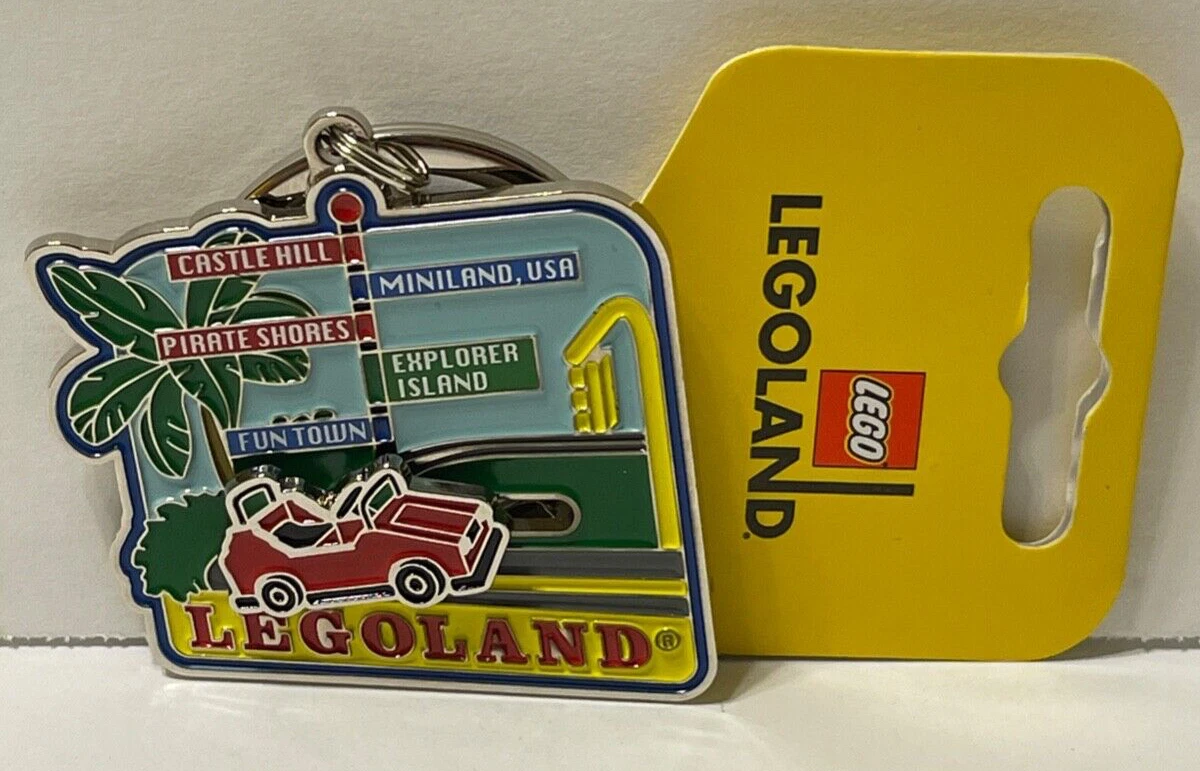 CASTLE HILL
MINILAND, USA
PIRATE SHORES
EXPLORER
ISLAND
FUN TOWN
LEGOLAND®
LEGO
LEGOLAND.